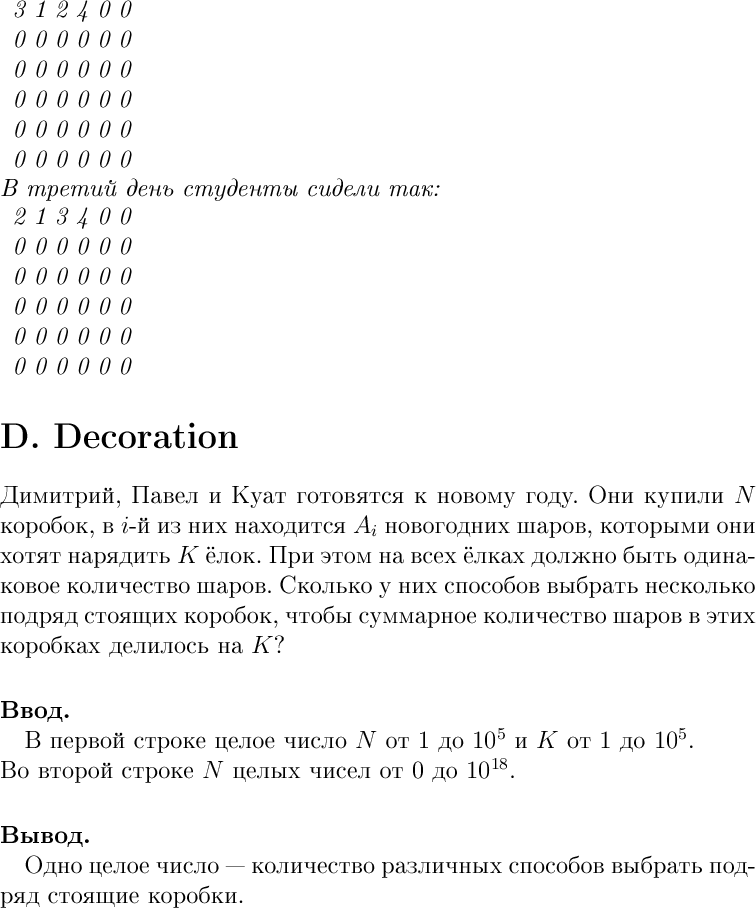 3 1 2 4 0 0
0 0 0 0 0 0
0 0 0 0 0 0
0 0 0 0 0 0
0 0 0 0 0 0
0 0 0 0 0 0
В третий день студенты сидели так:
2 1 3 4 0 0
0 0 0 0 0 0
0 0 0 0 0 0
0 0 0 0 0 0
0 0 0 0 0 0
0 0 0 0 0 0
D. Decoration
Димитрий, Павел и Куат готовятся к новому году. Они купили N
коробок, в i-й из них находится A_i новогодних шаров, которыми они
хотят нарядить K ёлок. При этом на всех ёлках должно быть одина-
ковое количество шаров. Сколько у них способов выбрать несколько
подряд стоящих коробок, чтобы суммарное количество шаров в этих
коробках делилось на K?
Ввод.
В первой строке целое число N от 1 до 10^5 и K от 1 до 10^5.
Во второй строке N целых чисел от 0 до 10^18.
Вывод.
Одно целое число — количество различных способов выбрать под-
ряд стоящие коробки.